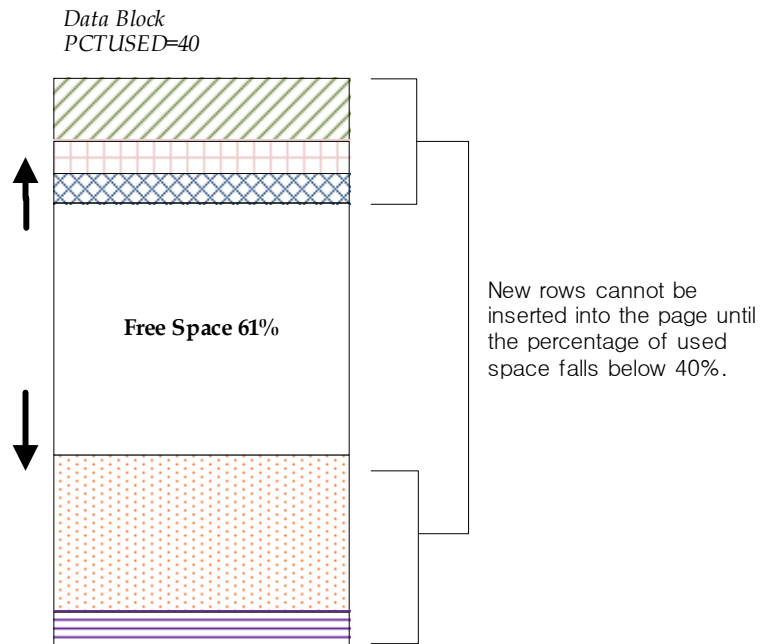 Data Block
PCTUSED=40
Free Space 61%
New rows cannot be
inserted into the page until
the percentage of used
space falls below 40%.